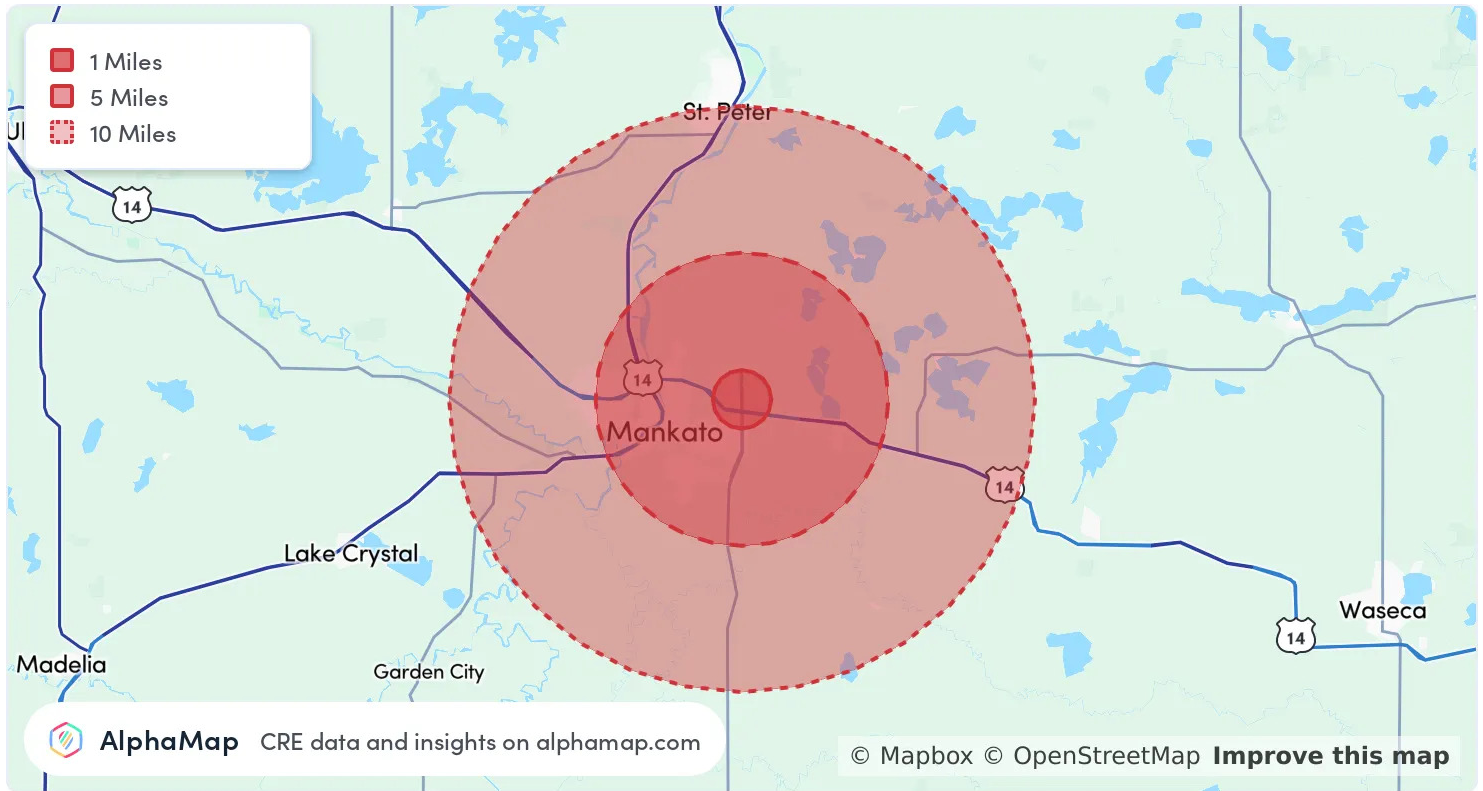 1 Miles
5 Miles
10 Miles
St. Peter
14
14
Mankato
14
Lake Crystal
Waseca
14
Madelia
Garden City
AlphaMap CRE data and insights on alphamap.com
© Mapbox © OpenStreetMap Improve this map